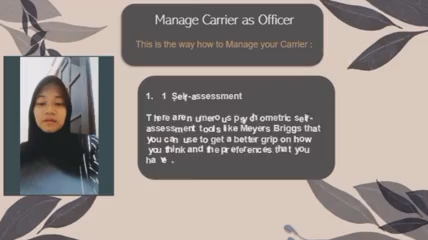 Manage Carrier as Officer
This is the way how to Manage your Carrier :
1. 1 Self-assessment
There are numerous psychometric self-
assessment tools like Meyers Briggs that
you can use to get a better grip on how
you think and the preferences that you
have .